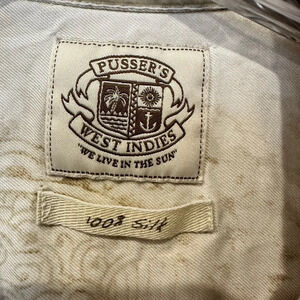 PUSSER'S
WEST INDIES
"WE LIVE IN THE SUN"
100% Silk